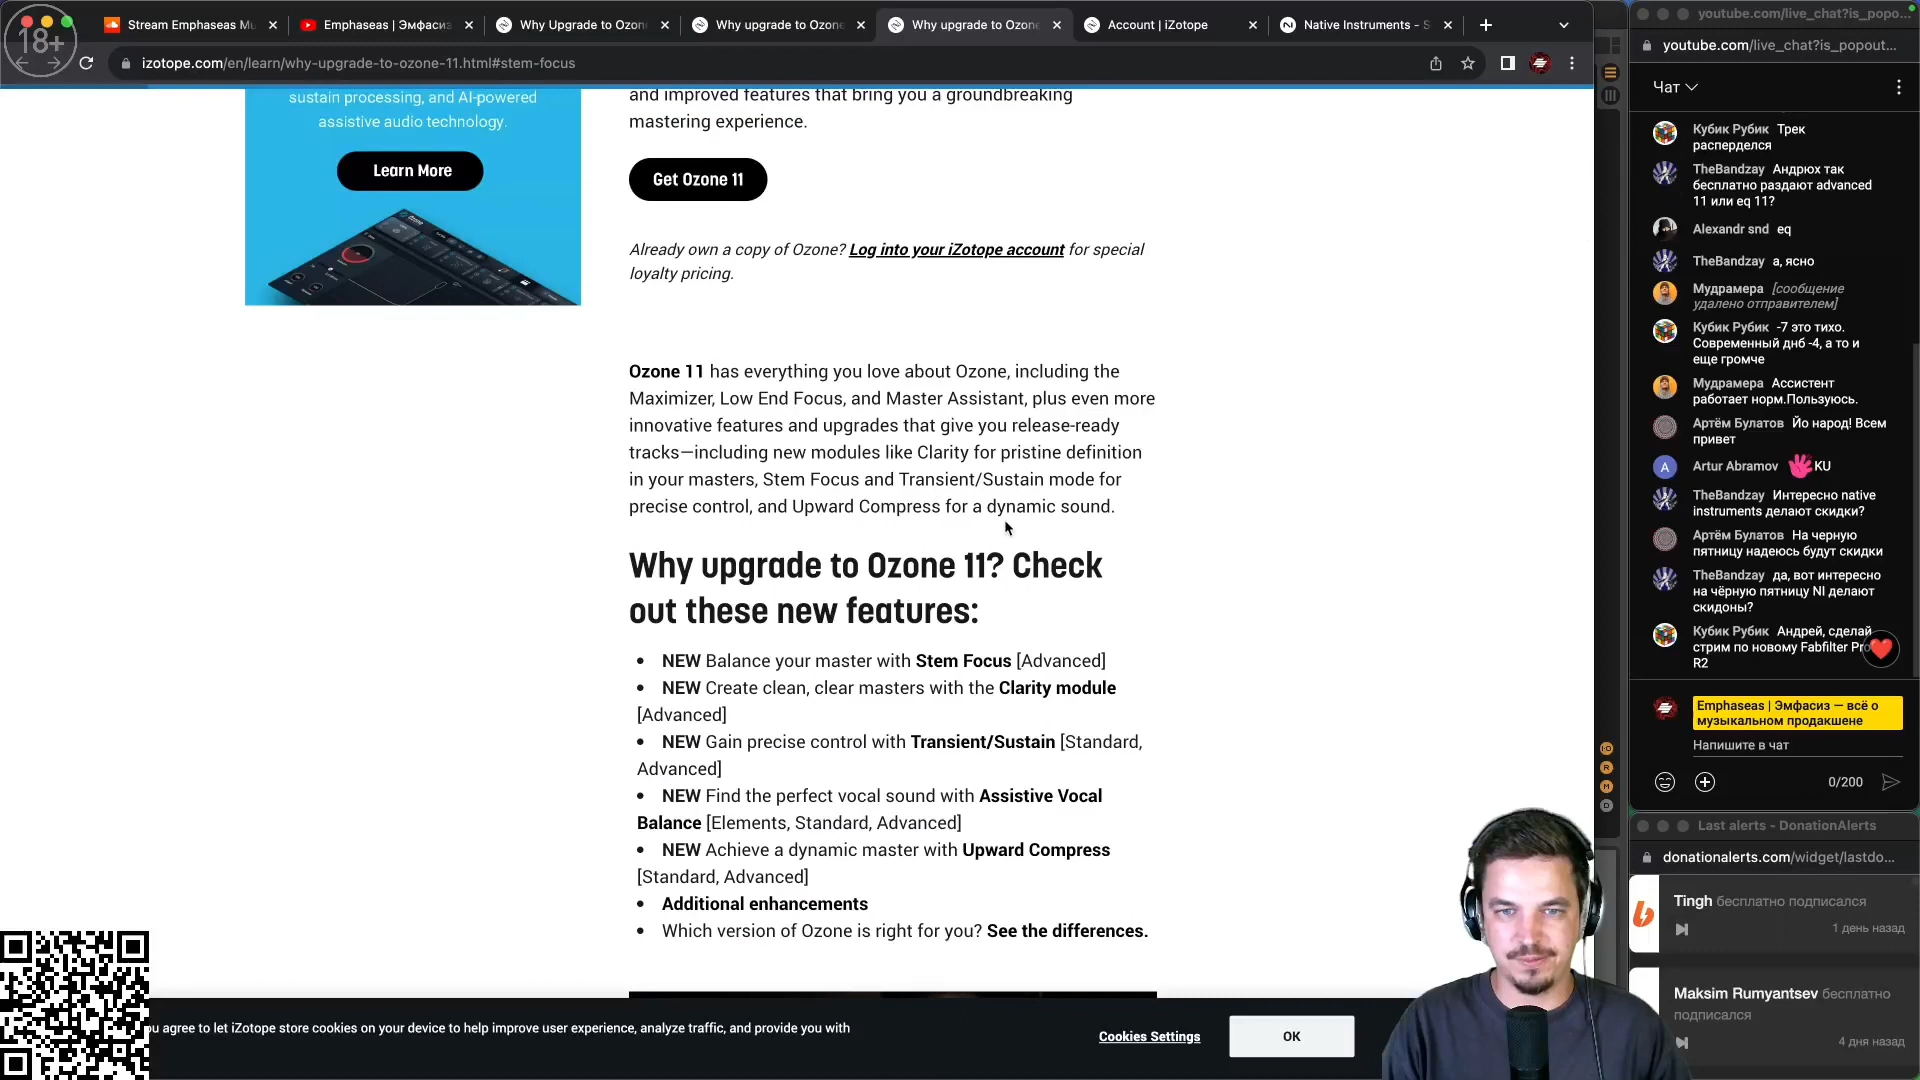 18+
Stream Emphaseas Mu
Emphaseas | Эмфасиз
Why Upgrade to Ozon
Why upgrade to Ozone
Why upgrade to Ozone
Account | iZotope
Native Instruments - S
izotope.com/en/learn/why-upgrade-to-ozone-11.html#stem-focus
sustain processing, and AI-powered
assistive audio technology.
Learn More
and improved features that bring you a groundbreaking
mastering experience.
Get Ozone 11
Already own a copy of Ozone? Log into your iZotope account for special
loyalty pricing.
Ozone 11 has everything you love about Ozone, including the
Maximizer, Low End Focus, and Master Assistant, plus even more
innovative features and upgrades that give you release-ready
tracks—including new modules like Clarity for pristine definition
in your masters, Stem Focus and Transient/Sustain mode for
precise control, and Upward Compress for a dynamic sound.
Why upgrade to Ozone 11? Check
out these new features:
• NEW Balance your master with Stem Focus [Advanced]
• NEW Create clean, clear masters with the Clarity module
[Advanced]
• NEW Gain precise control with Transient/Sustain [Standard,
Advanced]
• NEW Find the perfect vocal sound with Assistive Vocal
Balance [Elements, Standard, Advanced]
• NEW Achieve a dynamic master with Upward Compress
[Standard, Advanced]
• Additional enhancements
• Which version of Ozone is right for you? See the differences.
u agree to let iZotope store cookies on your device to help improve user experience, analyze traffic, and provide you with
Cookies Settings
OK
youtube.com/live_chat?is_popo...
youtube.com/live_chat?is_popout...
Чат
Кубик Рубик Трек
расперделся
TheBandzay Андрюх так
бесплатно раздают advanced
11 или eq 11?
Alexandr snd eq
TheBandzay а, ясно
Мудрамера [сообщение
удалено отправителем]
Кубик Рубик -7 это тихо.
Современный днб -4, а то и
еще громче
Мудрамера Ассистент
работает норм.Пользуюсь.
Артём Булатов Йо народ! Всем
привет
A
Artur Abramov KU
TheBandzay Интересно native
instruments делают скидки?
Артём Булатов На черную
пятницу надеюсь будут скидки
TheBandzay да, вот интересно
на чёрную пятницу NI делают
скидоны?
Кубик Рубик Андрей, сделай
стрим по новому Fabfilter Pro
R2
Emphaseas | Эмфасиз — всё о
музыкальном продакшене
Напишите в чат
0/200
Last alerts - DonationAlerts
donationalerts.com/widget/lastdo...
Tingh бесплатно подписался
1 день назад
Maksim Rumyantsev бесплатно
подписался
4 дня назад